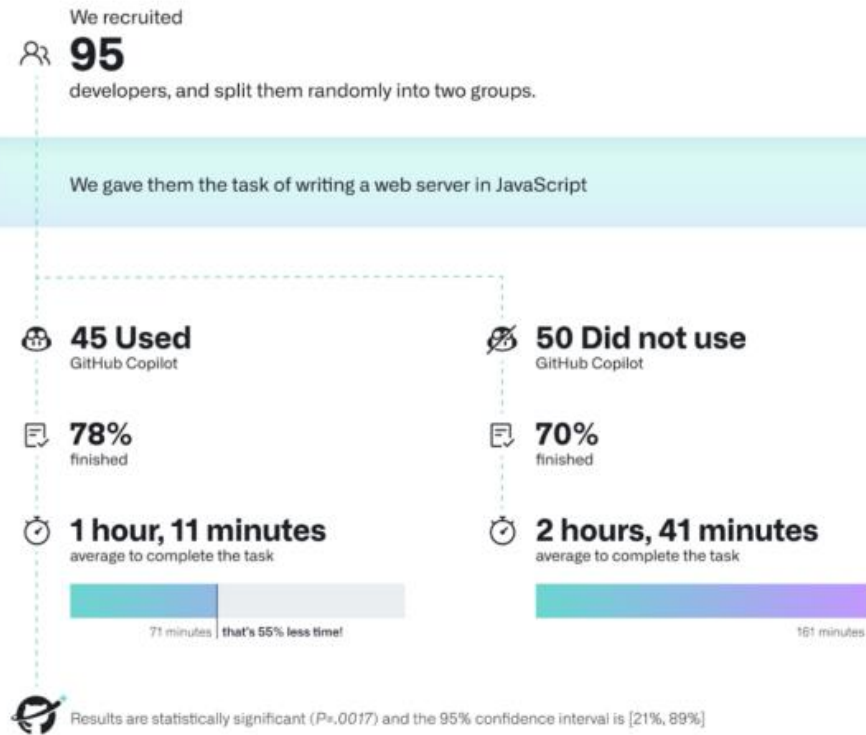 We recruited
95
developers, and split them randomly into two groups.
We gave them the task of writing a web server in JavaScript
45 Used
GitHub Copilot
78%
finished
1 hour, 11 minutes
average to complete the task
71 minutes
that's 55% less time!
50 Did not use
GitHub Copilot
70%
finished
2 hours, 41 minutes
average to complete the task
161 minutes
Results are statistically significant (P=.0017) and the 95% confidence interval is [21%, 89%]